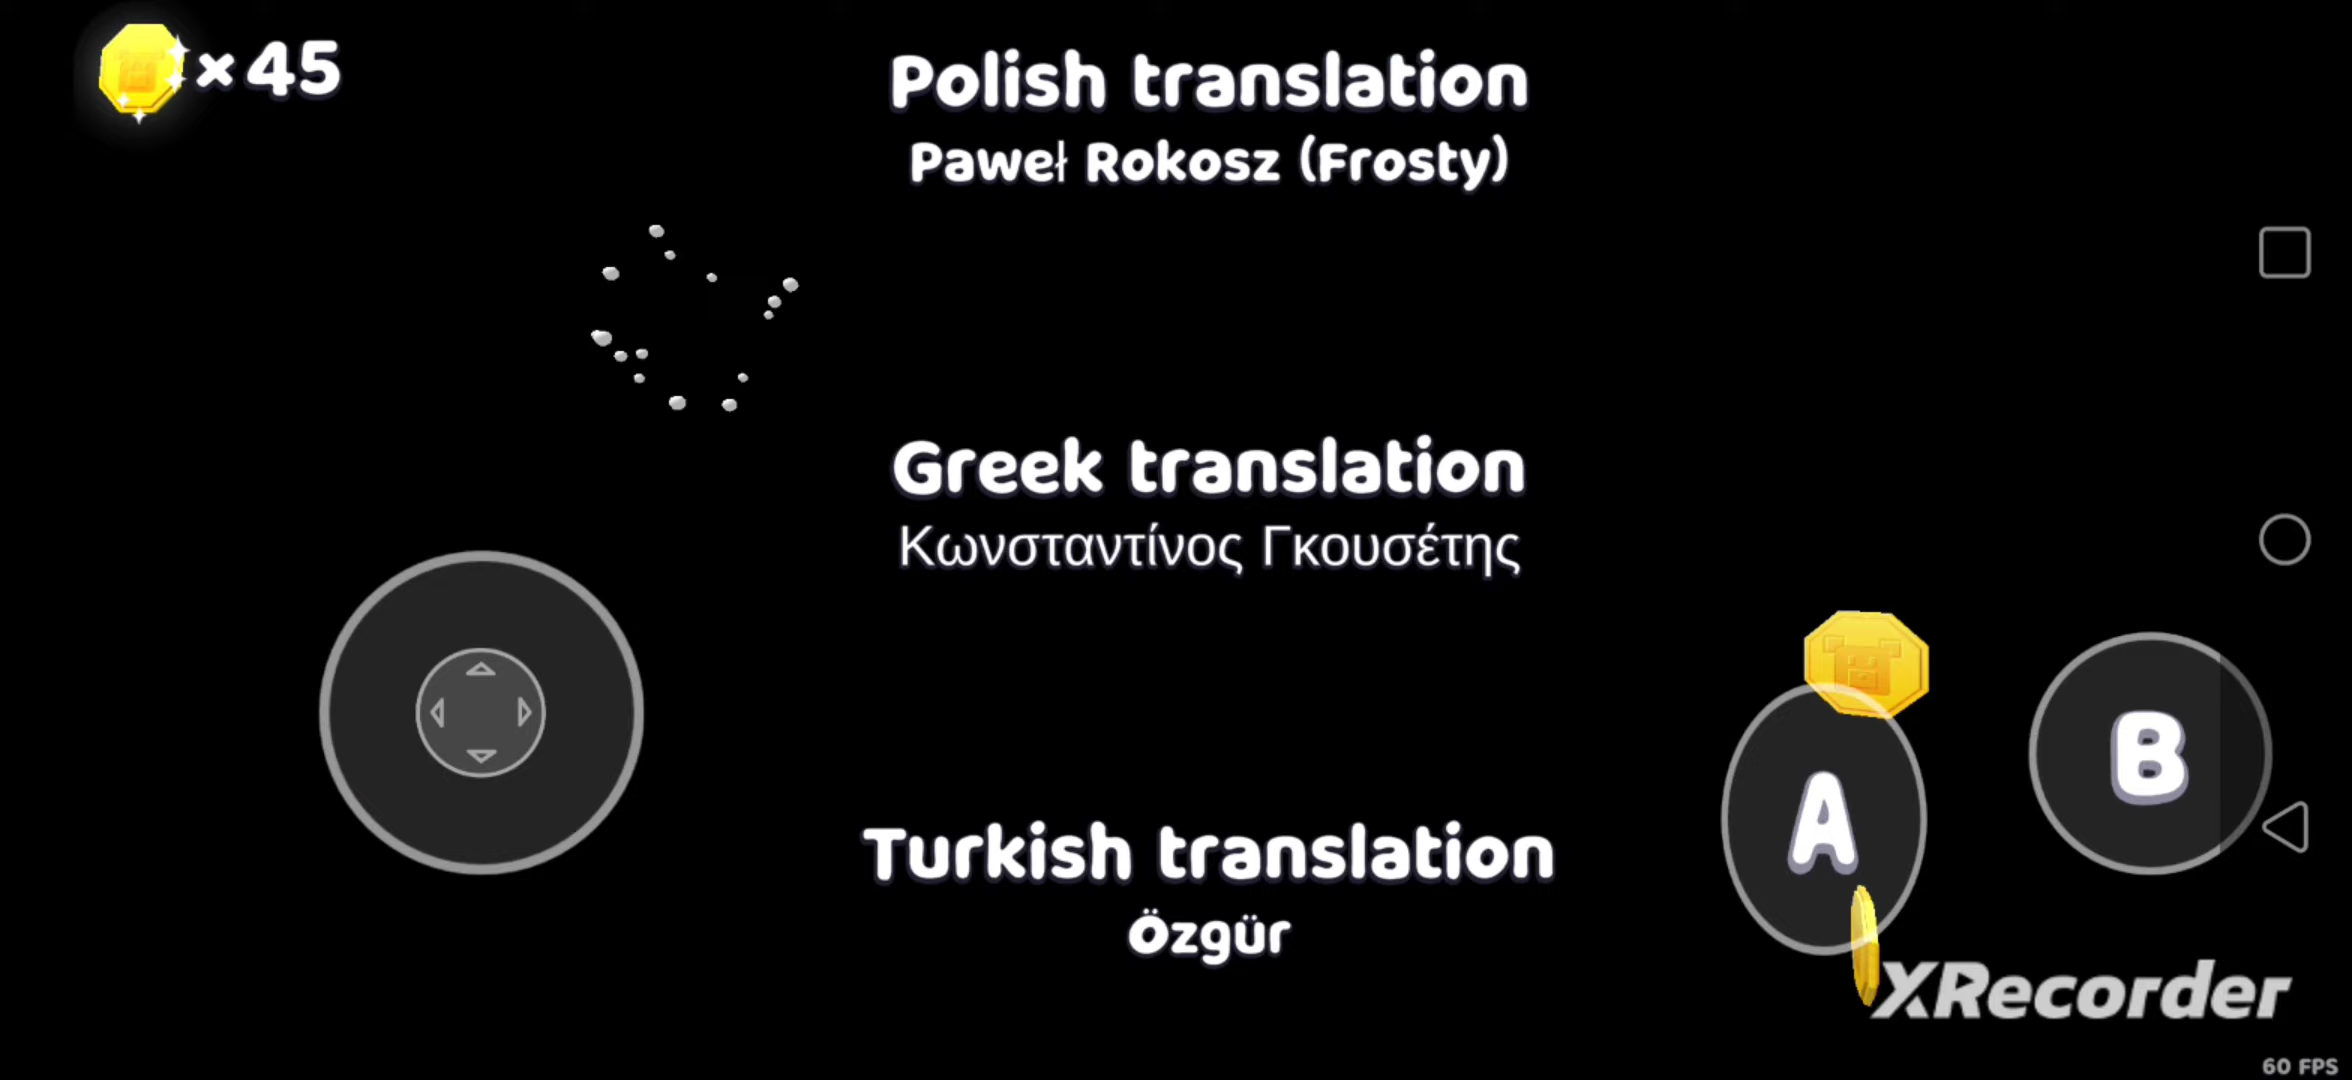 ×45
Polish translation
Paweł Rokosz (Frosty)
Greek translation
Κωνσταντίνος Γκουσέτης
Turkish translation
Özgür
A
B
XRecorder
60 FPS